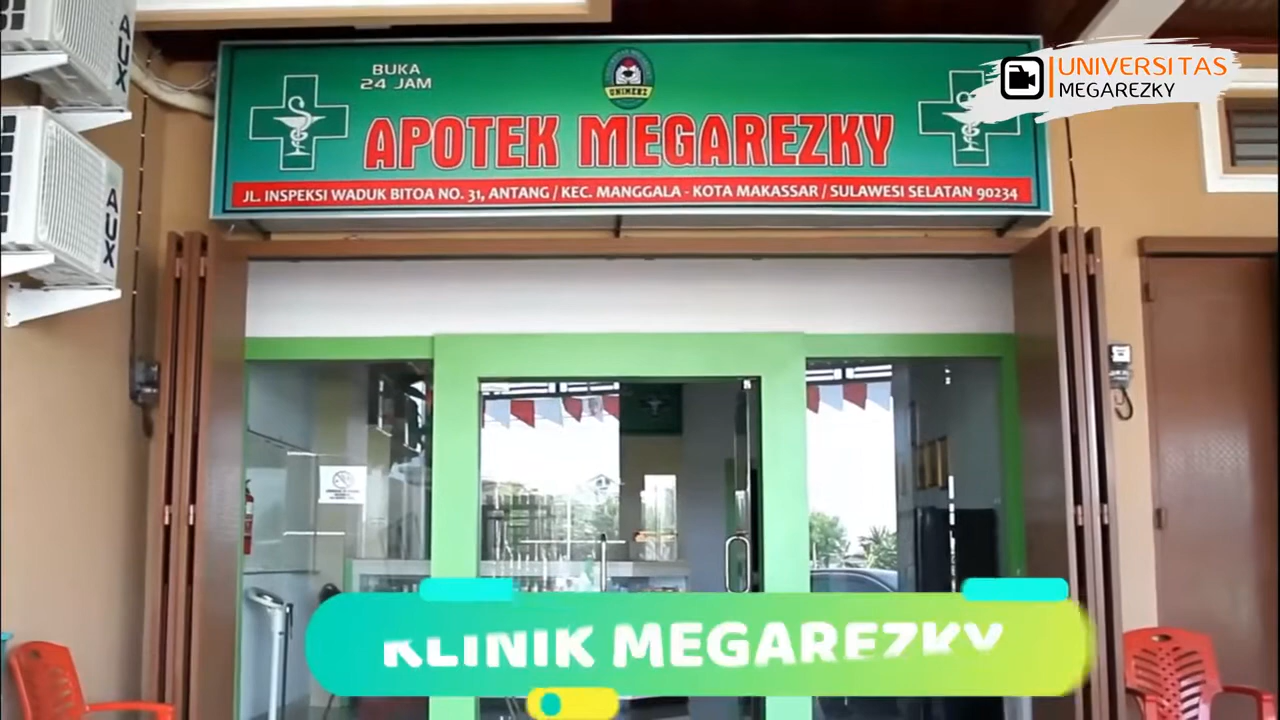 BUKA
24 JAM
UNIMERZ
APOTEK MEGAREZKY
JL. INSPEKSI WADUK BITOA NO. 31, ANTANG / KEC. MANGGALA - KOTA MAKASSAR / SULAWESI SELATAN 90234
UNIVERSITAS
MEGAREZKY
AUX
AUX
KLINIK MEGAREZKY